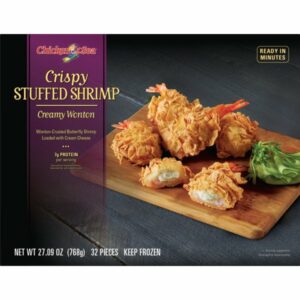 Chicken of the Sea
READY IN
MINUTES
Crispy
STUFFED SHRIMP
Creamy Wonton
Wonton-Crusted Butterfly Shrimp
Loaded with Cream Cheese
PROTEIN
per serving
NET WT 27.09 OZ (768g) 32 PIECES KEEP FROZEN